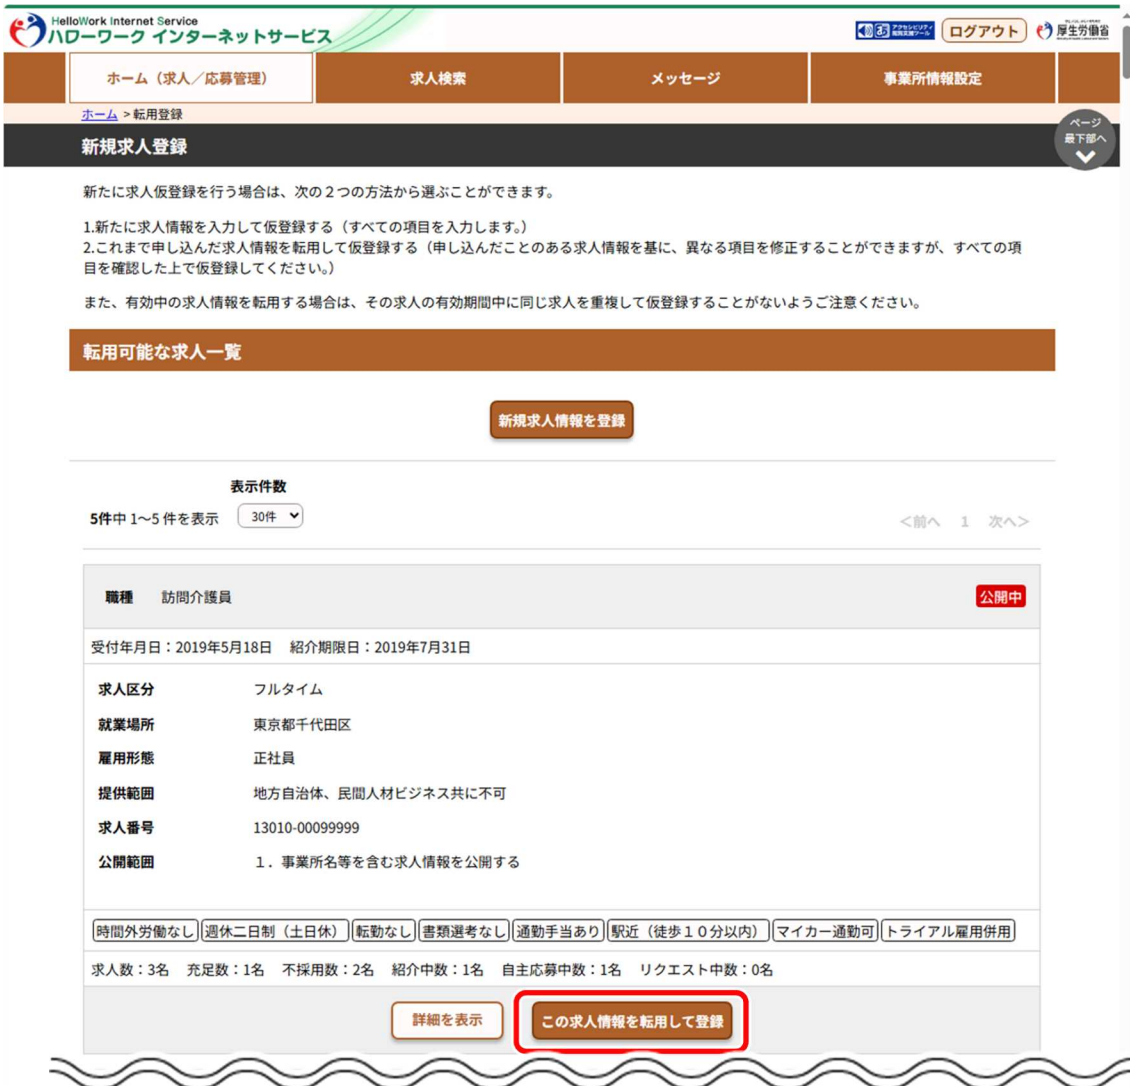 HelloWork Internet Service
ハローワーク インターネットサービス
ログアウト
厚生労働省
ホーム（求人／応募管理）
求人検索
メッセージ
事業所情報設定
ホーム >転用登録
ページ
最下部へ
新規求人登録
新たに求人仮登録を行う場合は、次の２つの方法から選ぶことができます。
1.新たに求人情報を入力して仮登録する（すべての項目を入力します。）
2.これまで申し込んだ求人情報を転用して仮登録する（申し込んだことのある求人情報を基に、異なる項目を修正することができますが、すべての項
目を確認した上で仮登録してください。）
また、有効中の求人情報を転用する場合は、その求人の有効期間中に同じ求人を重複して仮登録することがないようご注意ください。
転用可能な求人一覧
新規求人情報を登録
表示件数
5件中 1～5 件を表示 30件
＜前へ 1 次へ＞
職種 訪問介護員 公開中
受付年月日：2019年5月18日 紹介期限日：2019年7月31日
求人区分 フルタイム
就業場所 東京都千代田区
雇用形態 正社員
提供範囲 地方自治体、民間人材ビジネス共に不可
求人番号 13010-00099999
公開範囲 １．事業所名等を含む求人情報を公開する
時間外労働なし 週休二日制（土日休） 転勤なし 書類選考なし 通勤手当あり 駅近（徒歩１０分以内） マイカー通勤可 トライアル雇用併用
求人数：3名 充足数：1名 不採用数：2名 紹介中数：1名 自主応募中数：1名 リクエスト中数：0名
詳細を表示
この求人情報を転用して登録